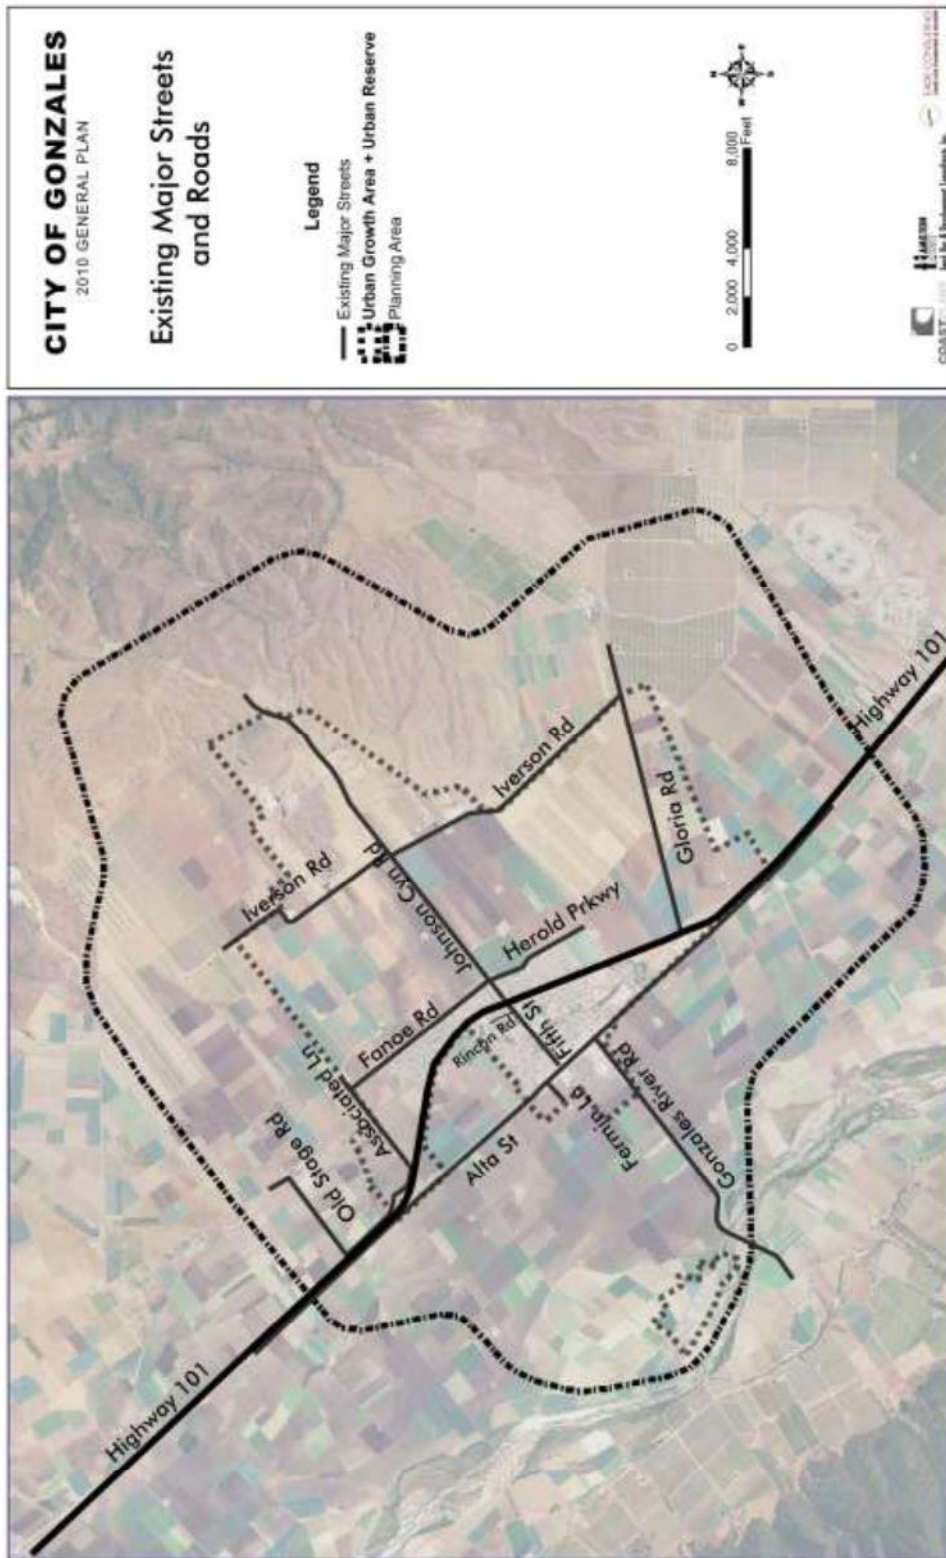 CITY OF GONZALES
2010 GENERAL PLAN
Existing Major Streets
and Roads
Legend
Existing Major Streets
Urban Growth Area + Urban Reserve
Planning Area
N
E
S
W
0 2,000 4,000 8,000
Feet
COAST
Highway 101
Old Stage Rd
Associated Ln
Fanoe Rd
Iverson Rd
Johnson Cyn Rd
Iverson Rd
Herold Prkwy
Rincon Rd
Fifth St
Alta St
Fermin Ln
Gonzales River Rd
Gloria Rd
Highway 101